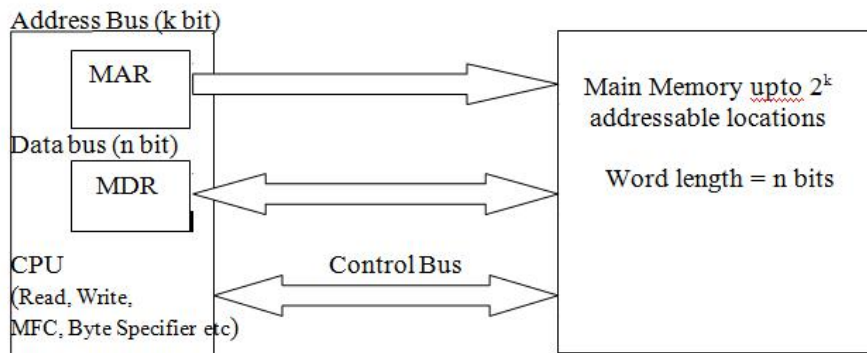 Address Bus (k bit)
MAR
Data bus (n bit)
MDR
CPU
(Read, Write,
MFC, Byte Specifier etc)
Control Bus
Main Memory upto 2ᵏ
addressable locations
Word length = n bits